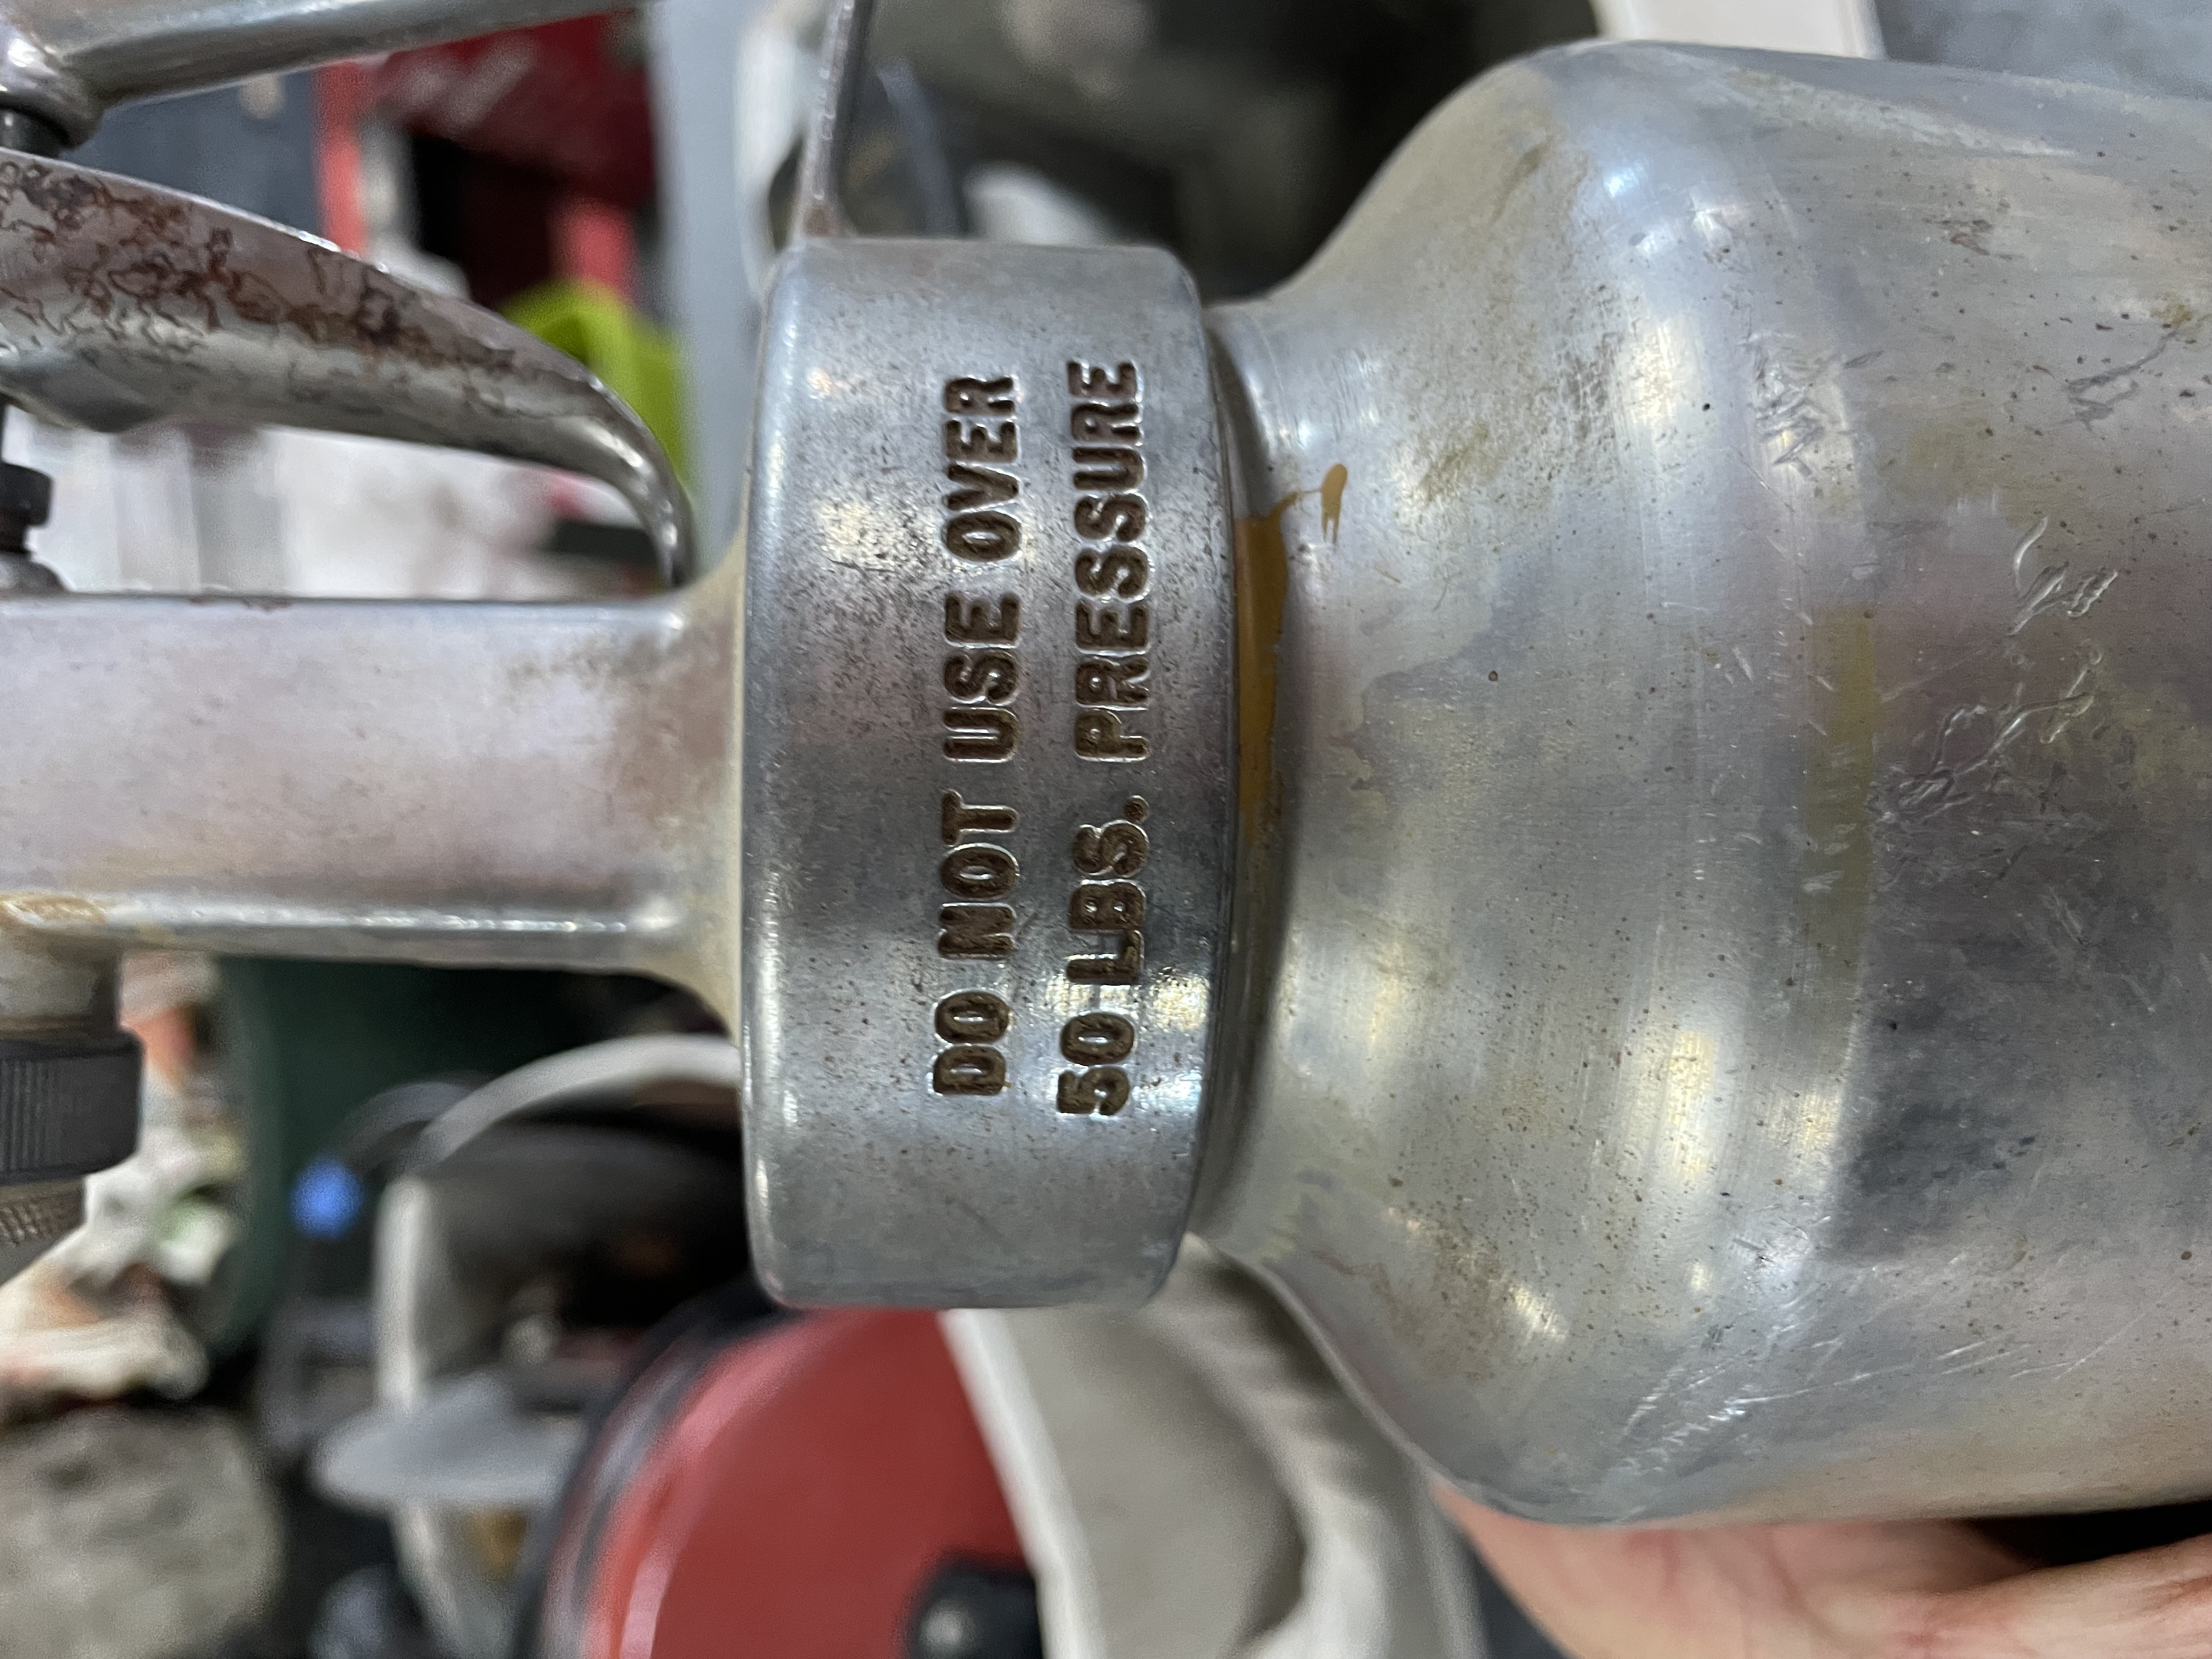 DO NOT USE OVER
50 LBS. PRESSURE